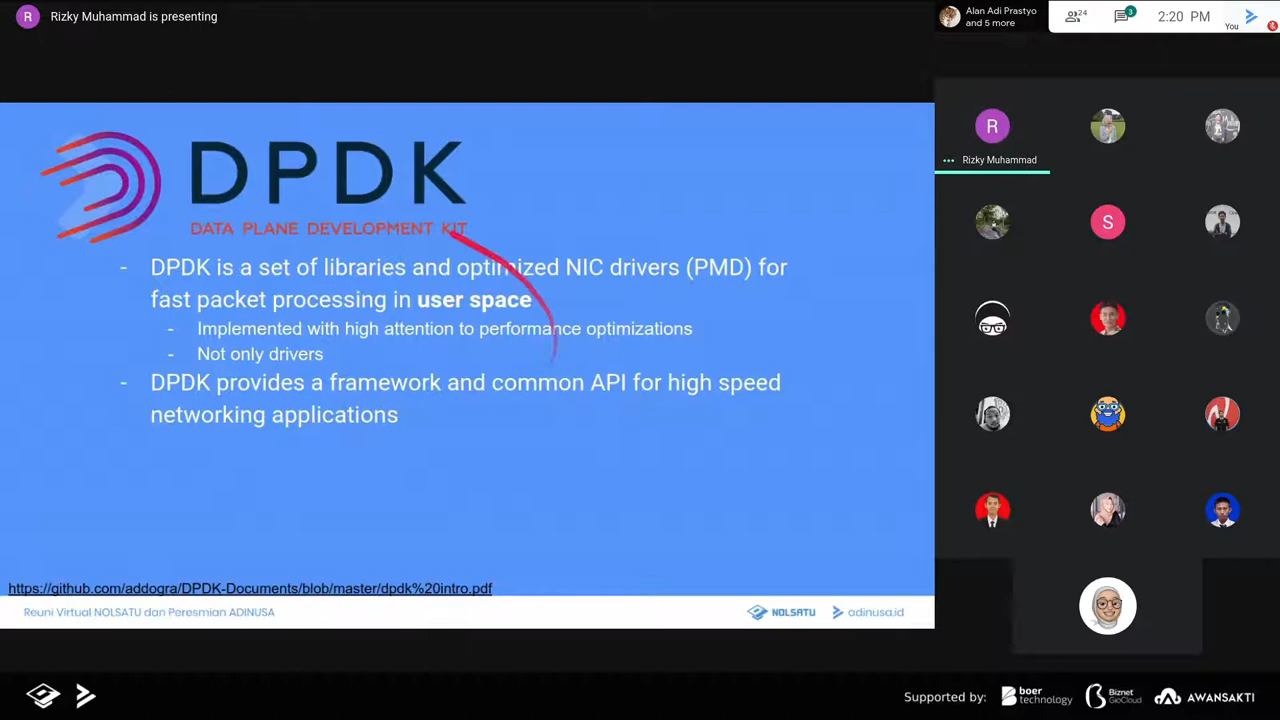 R
Rizky Muhammad is presenting
Alan Adi Prastyo
and 5 more
24
3
2:20 PM
You
DPDK
DATA PLANE DEVELOPMENT KIT
- DPDK is a set of libraries and optimized NIC drivers (PMD) for
fast packet processing in user space
- Implemented with high attention to performance optimizations
- Not only drivers
- DPDK provides a framework and common API for high speed
networking applications
https://github.com/addogra/DPDK-Documents/blob/master/dpdk%20intro.pdf
Reuni Virtual NOLSATU dan Peresmian ADINUSA
NOLSATU
adinusa.id
R
Rizky Muhammad
S
Supported by:
boer
technology
Biznet
GioCloud
AWANSAKTI